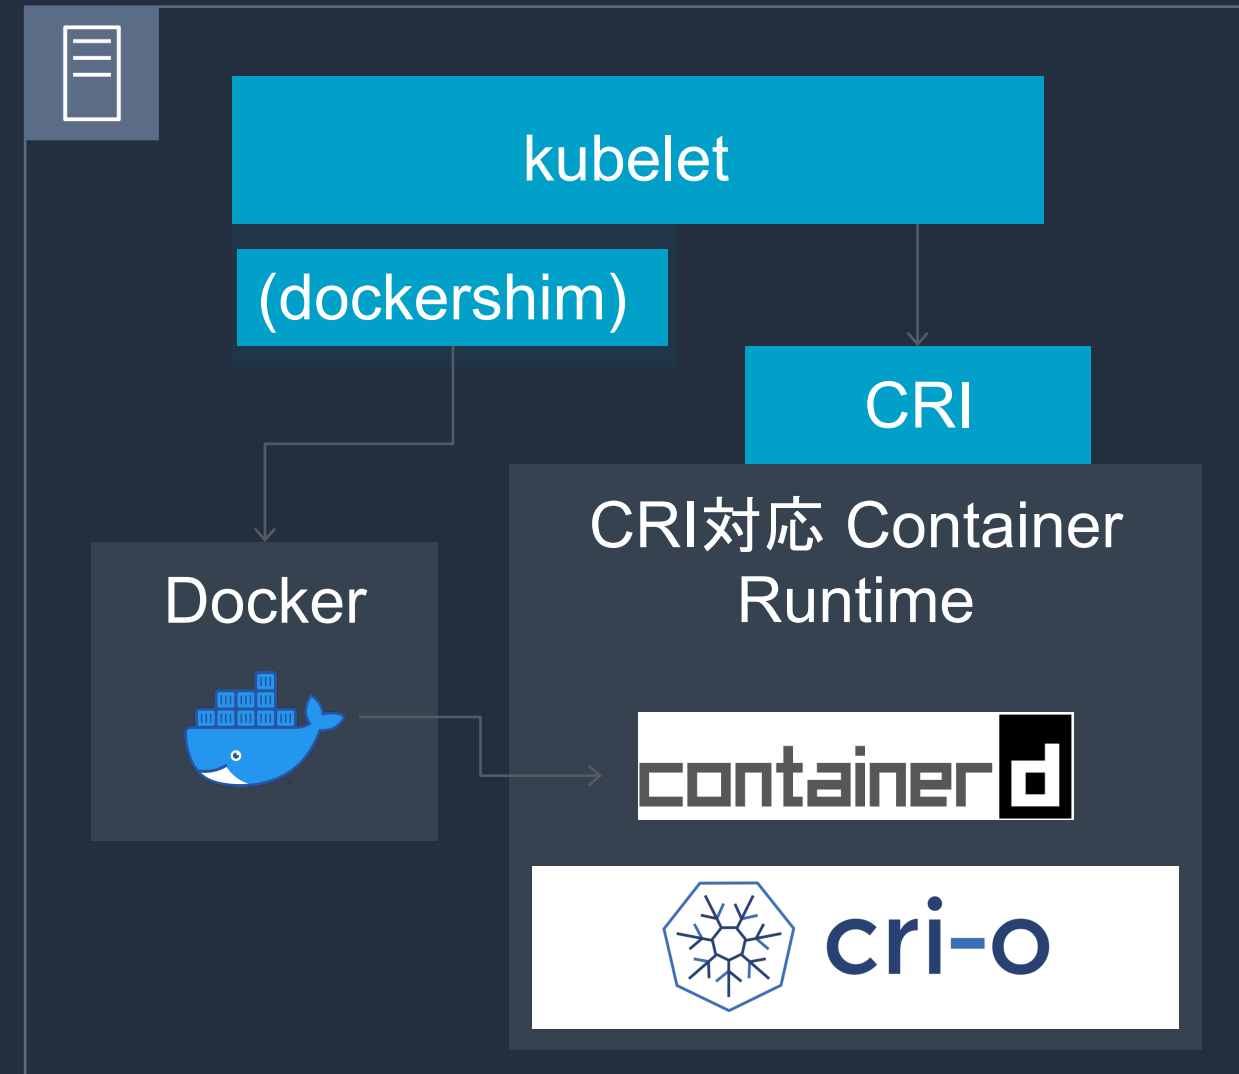 kubelet
(dockershim)
CRI
CRI対応 Container
Runtime
Docker
containerd
cri-o